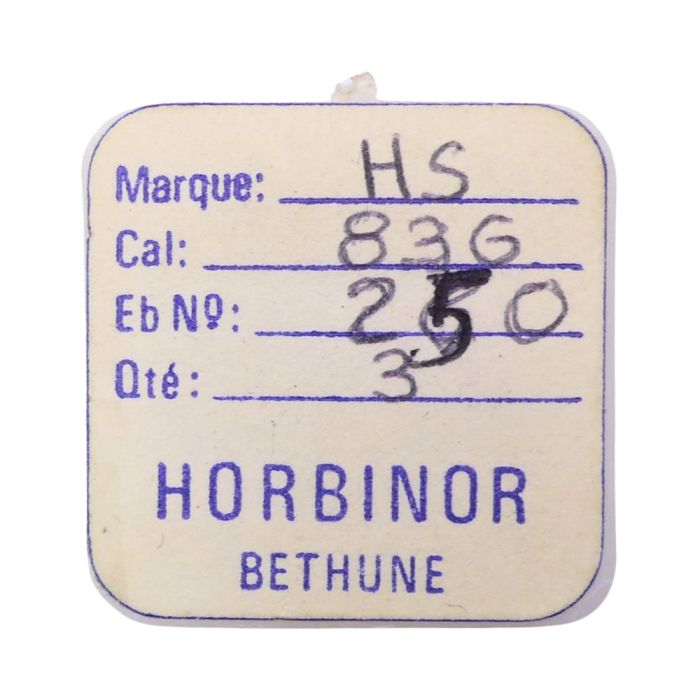 Marque: HS
Cal: 836
Eb Nº: 250
Qté: 3
HORBINOR
BETHUNE